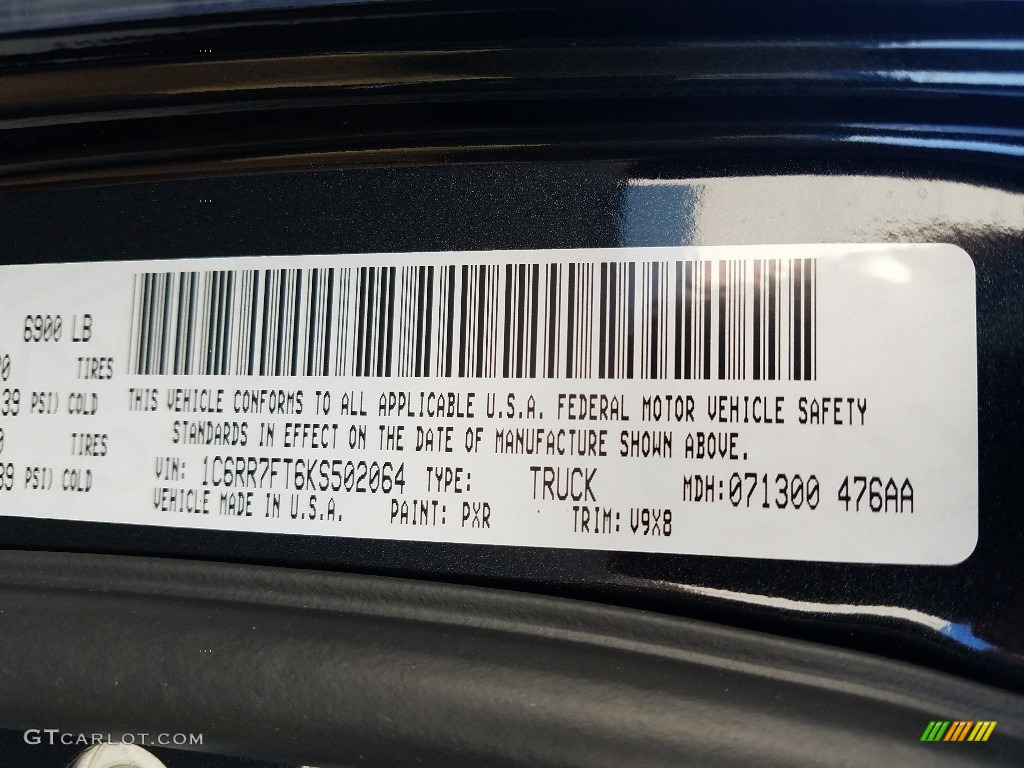 6900 LB
0 TIRES
39 PSI) COLD
0 TIRES
39 PSI) COLD
THIS VEHICLE CONFORMS TO ALL APPLICABLE U.S.A. FEDERAL MOTOR VEHICLE SAFETY
STANDARDS IN EFFECT ON THE DATE OF MANUFACTURE SHOWN ABOVE.
VIN: 1C6RR7FT6KS502064 TYPE: TRUCK MDH:071300 476AA
VEHICLE MADE IN U.S.A. PAINT: PXR TRIM: V9X8
GTCARLOT.COM